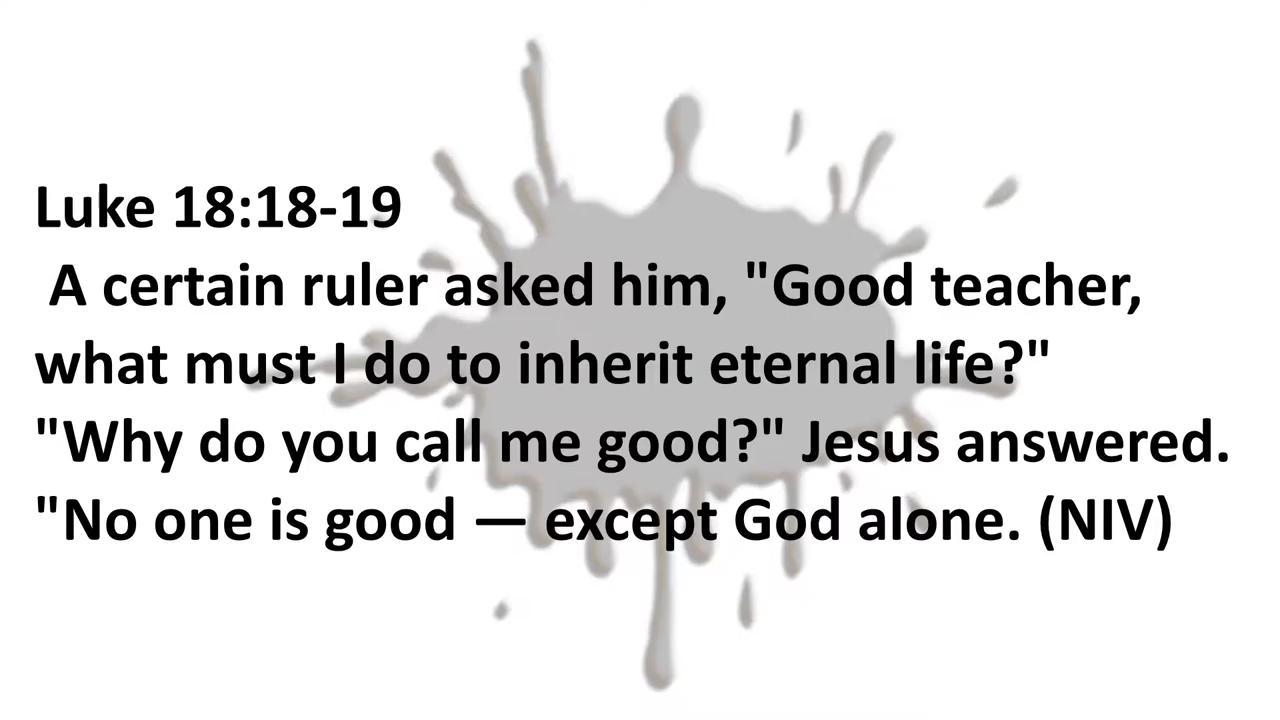 Luke 18:18-19
A certain ruler asked him, "Good teacher,
what must I do to inherit eternal life?"
"Why do you call me good?" Jesus answered.
"No one is good — except God alone. (NIV)